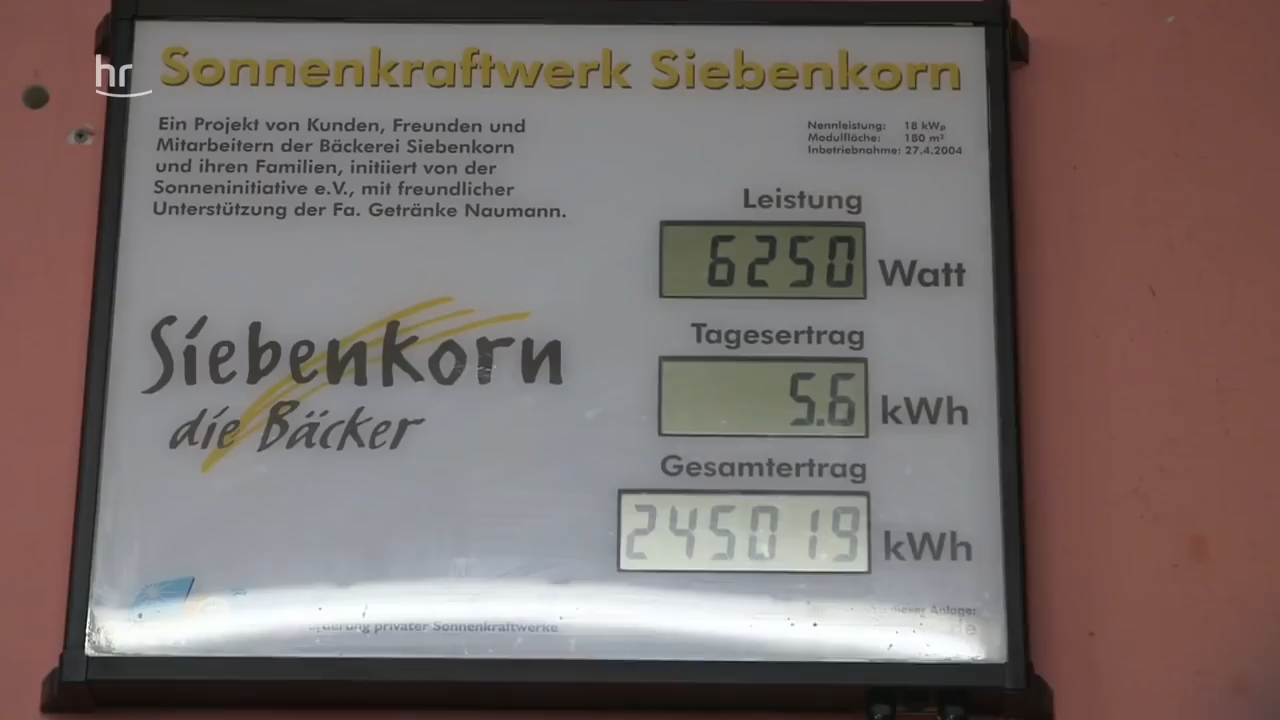 hr
Sonnenkraftwerk Siebenkorn
Ein Projekt von Kunden, Freunden und
Mitarbeitern der Bäckerei Siebenkorn
und ihren Familien, initiiert von der
Sonneninitiative e.V., mit freundlicher
Unterstützung der Fa. Getränke Naumann.
Nennleistung: 18 kWp
Modulfläche: 180 m²
Inbetriebnahme: 27.4.2004
Leistung
6250 Watt
Tagesertrag
5.6 kWh
Gesamtertrag
245019 kWh
Siebenkorn
die Bäcker
privater Sonnenkraftwerke
dieser Anlage: